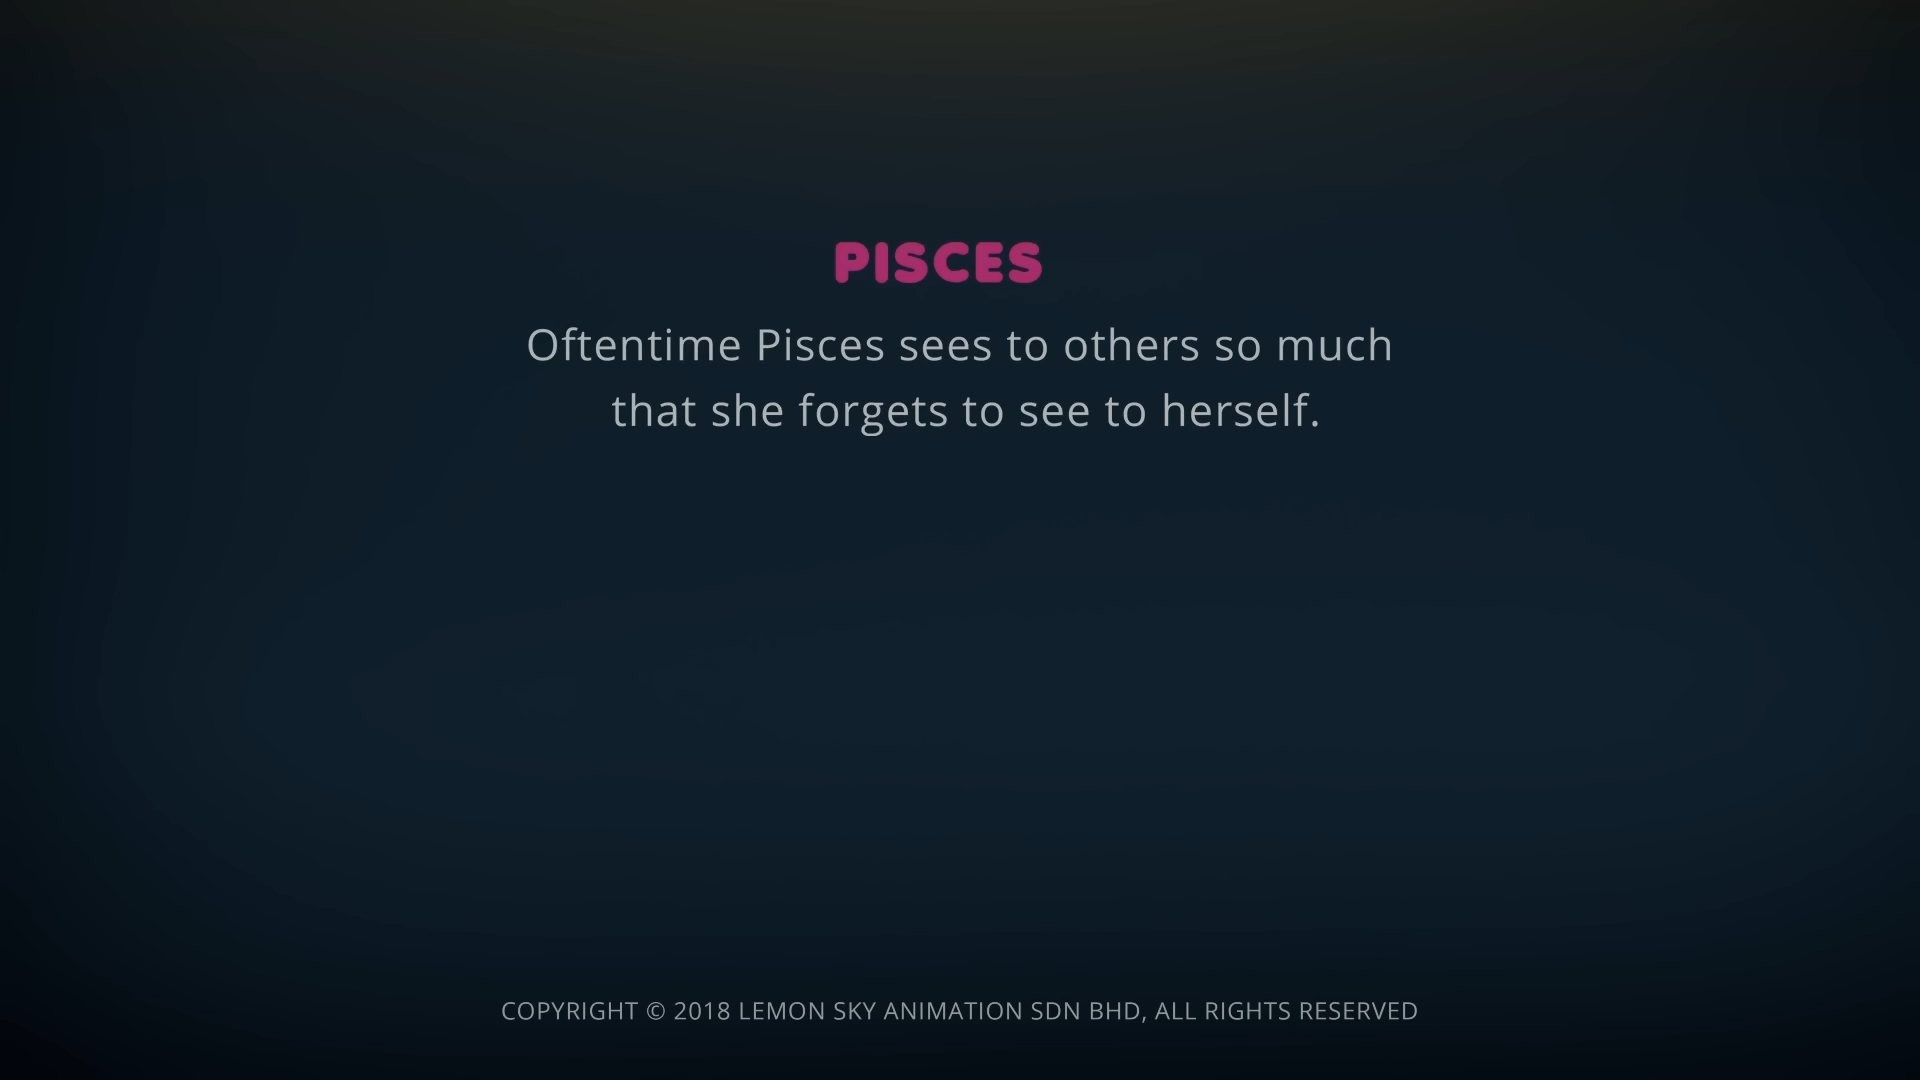 PISCES
Oftentime Pisces sees to others so much
that she forgets to see to herself.
COPYRIGHT © 2018 LEMON SKY ANIMATION SDN BHD, ALL RIGHTS RESERVED